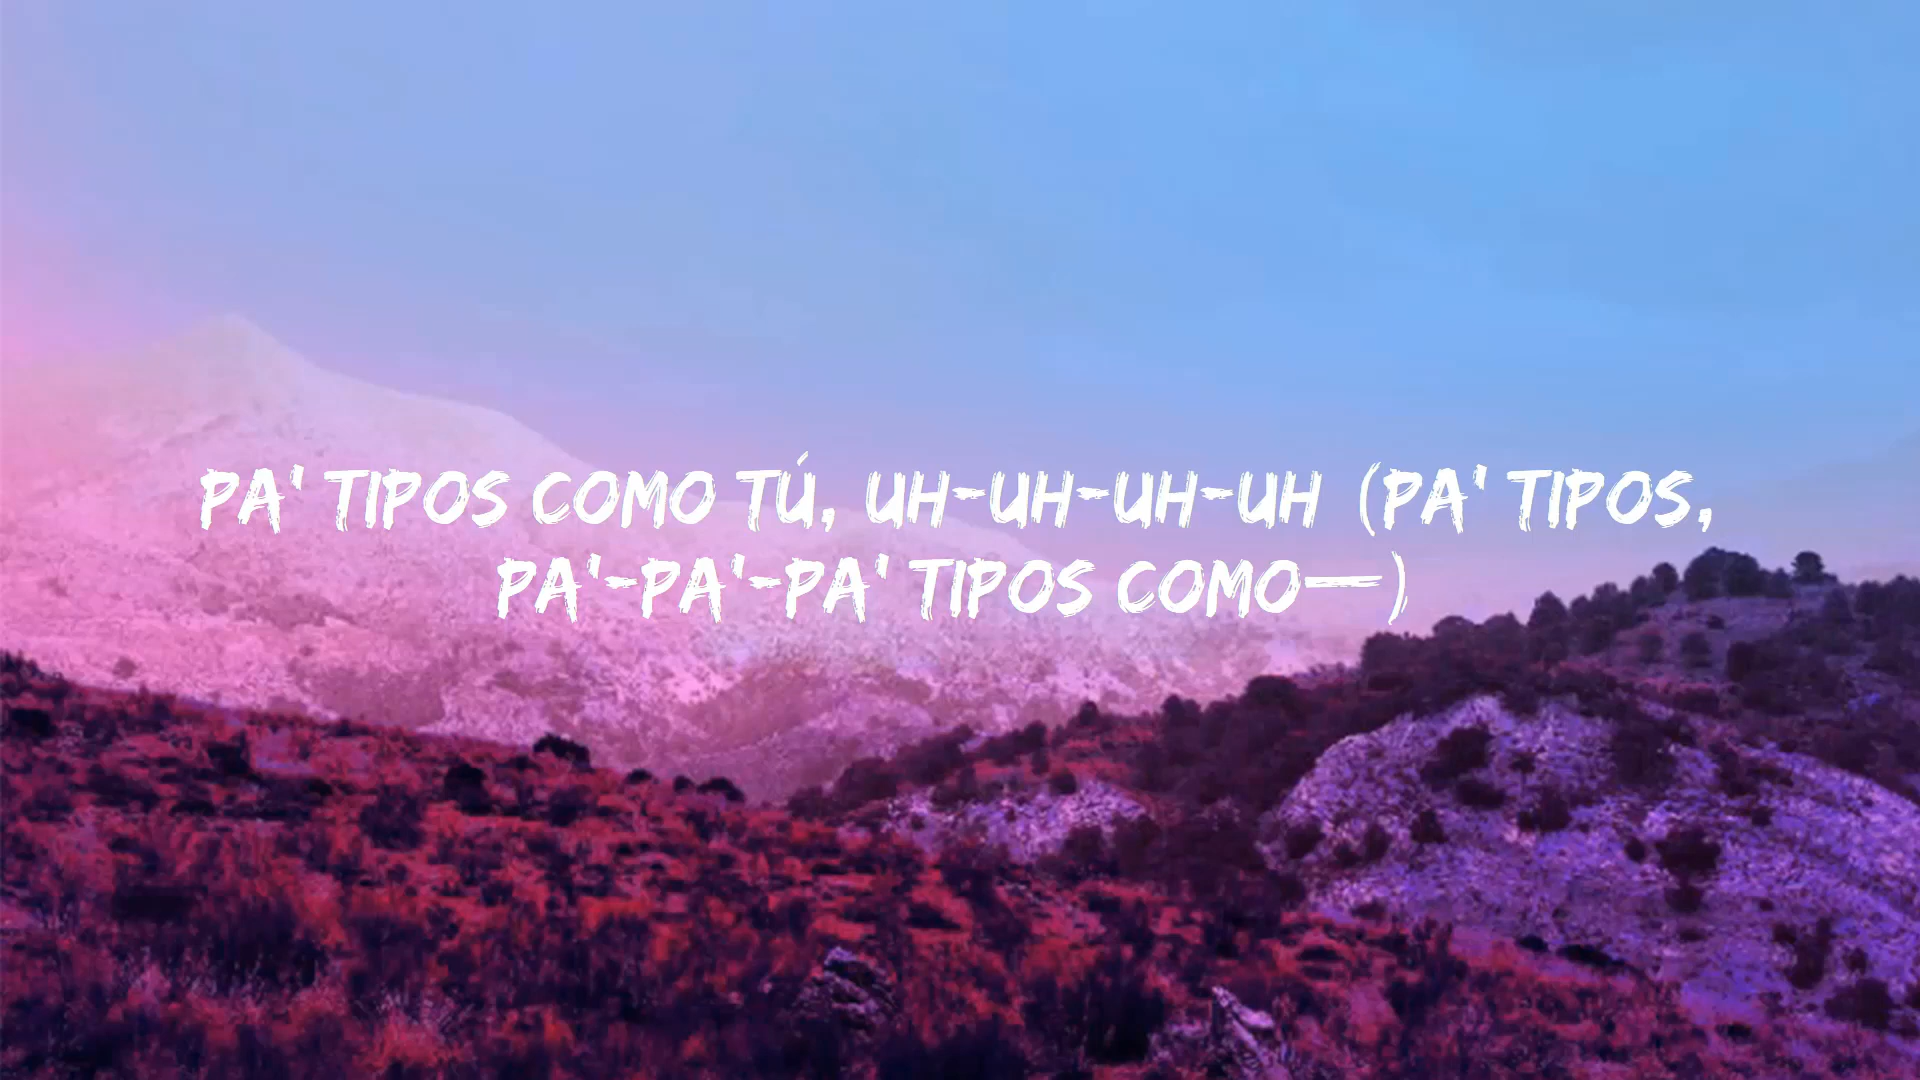 PA' TIPOS COMO TÚ, UH-UH-UH-UH (PA' TIPOS,
PA'-PA'-PA' TIPOS COMO—)